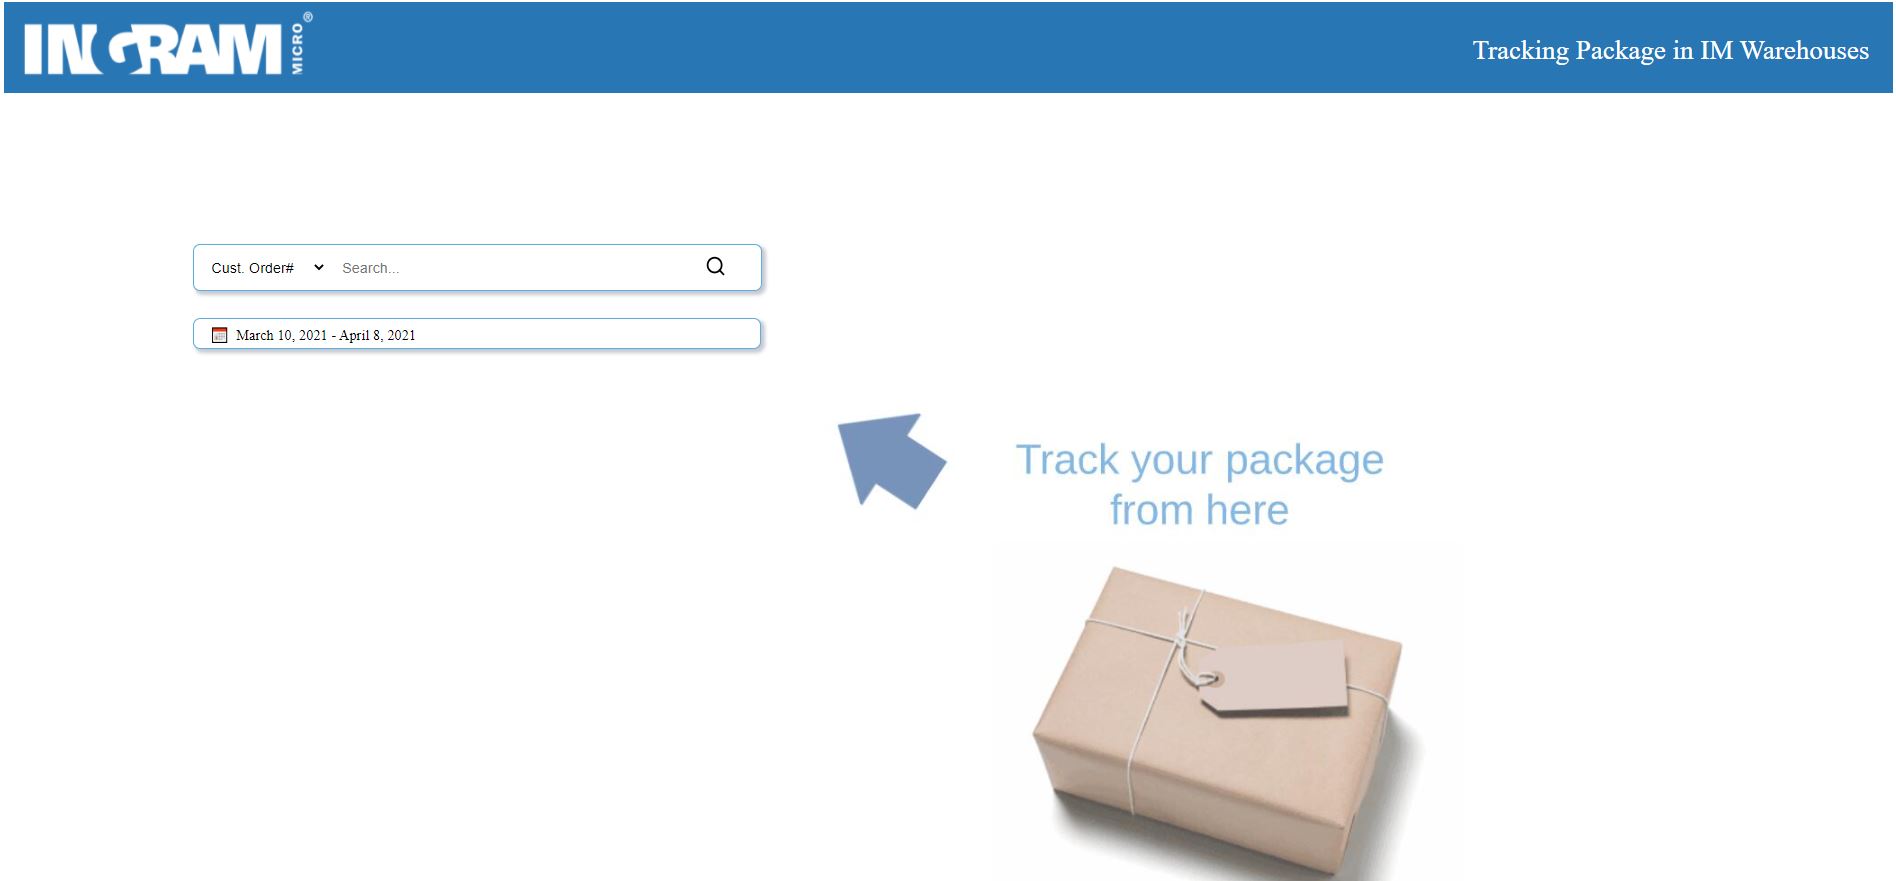 INGRAM MICRO®
Tracking Package in IM Warehouses
Cust. Order# Search...
March 10, 2021 - April 8, 2021
Track your package
from here